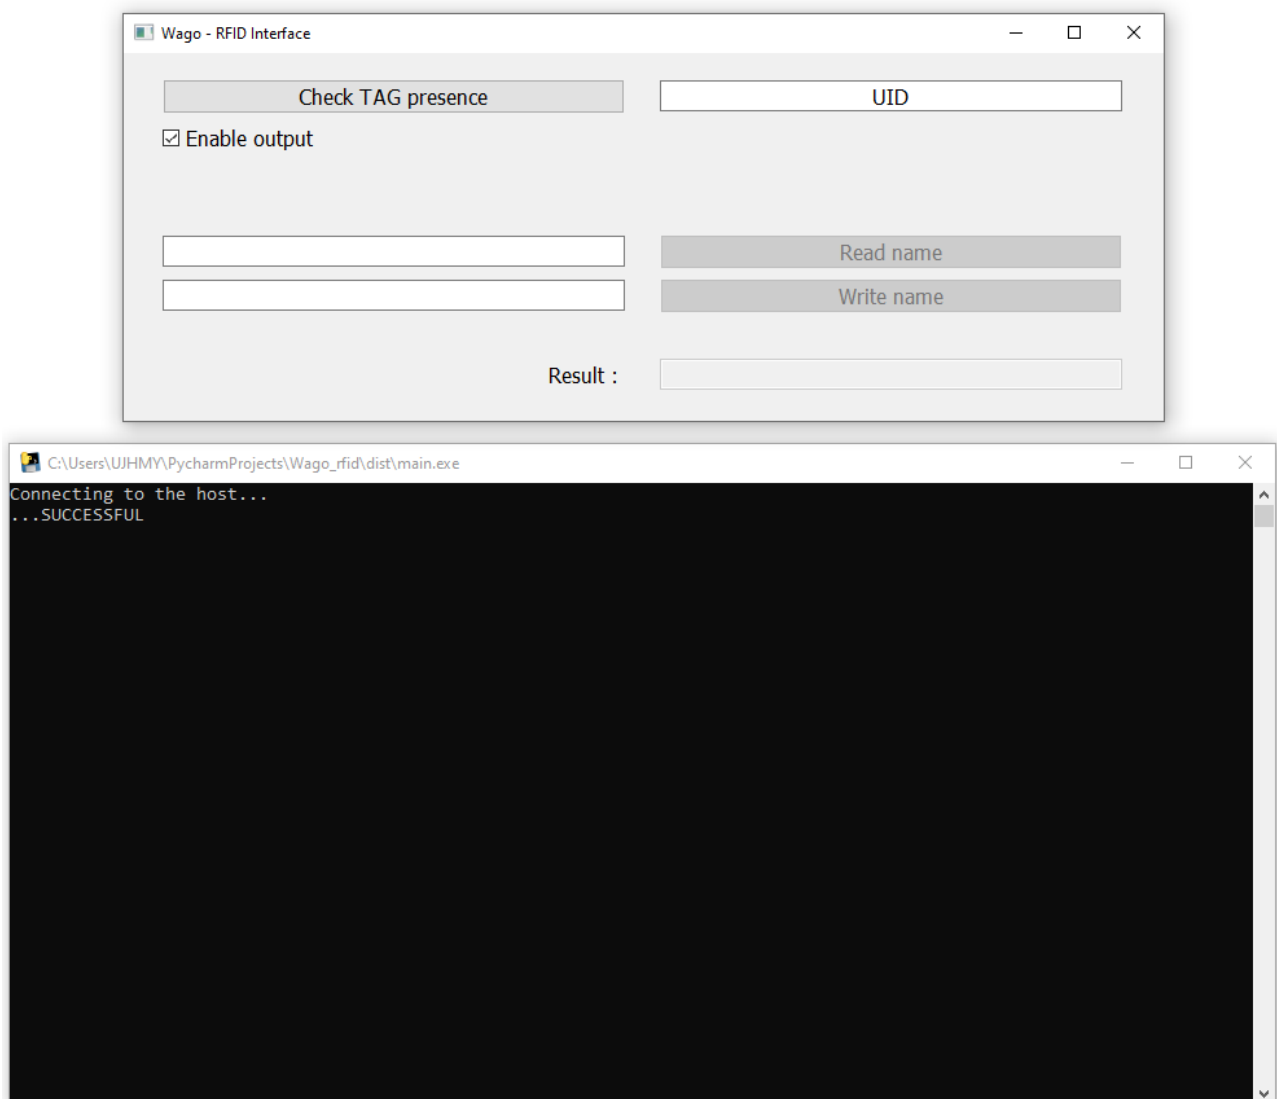 Wago - RFID Interface
Check TAG presence
UID
Enable output
Read name
Write name
Result :
C:\Users\UJHMY\PycharmProjects\Wago_rfid\dist\main.exe
Connecting to the host...
...SUCCESSFUL